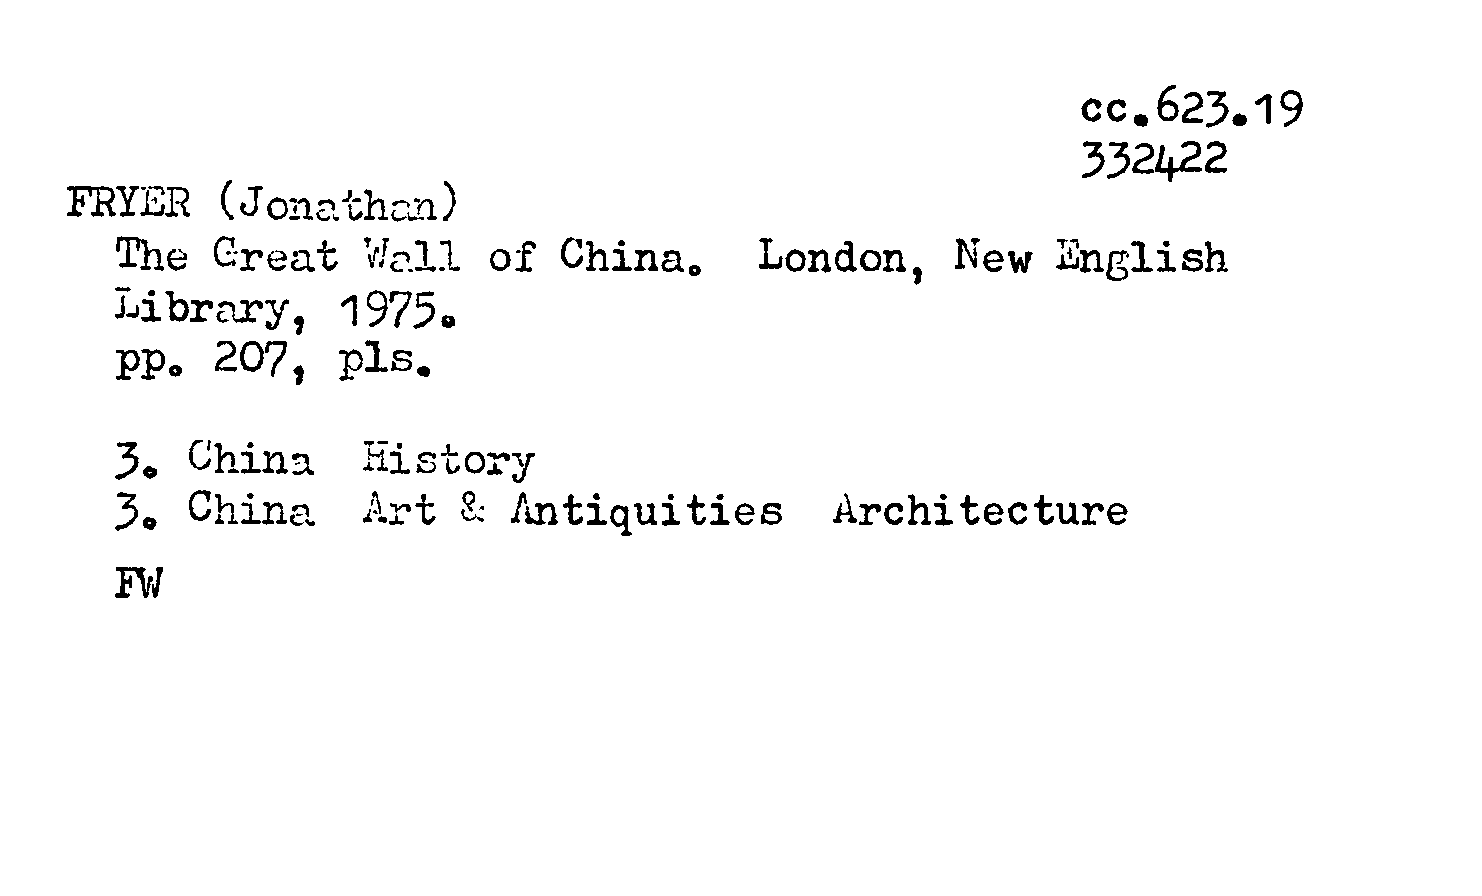 cc.623.19
332422
FRYER (Jonathan)
The Great Wall of China. London, New English
Library, 1975.
pp. 207, pls.
3. China History
3. China Art & Antiquities Architecture
FW